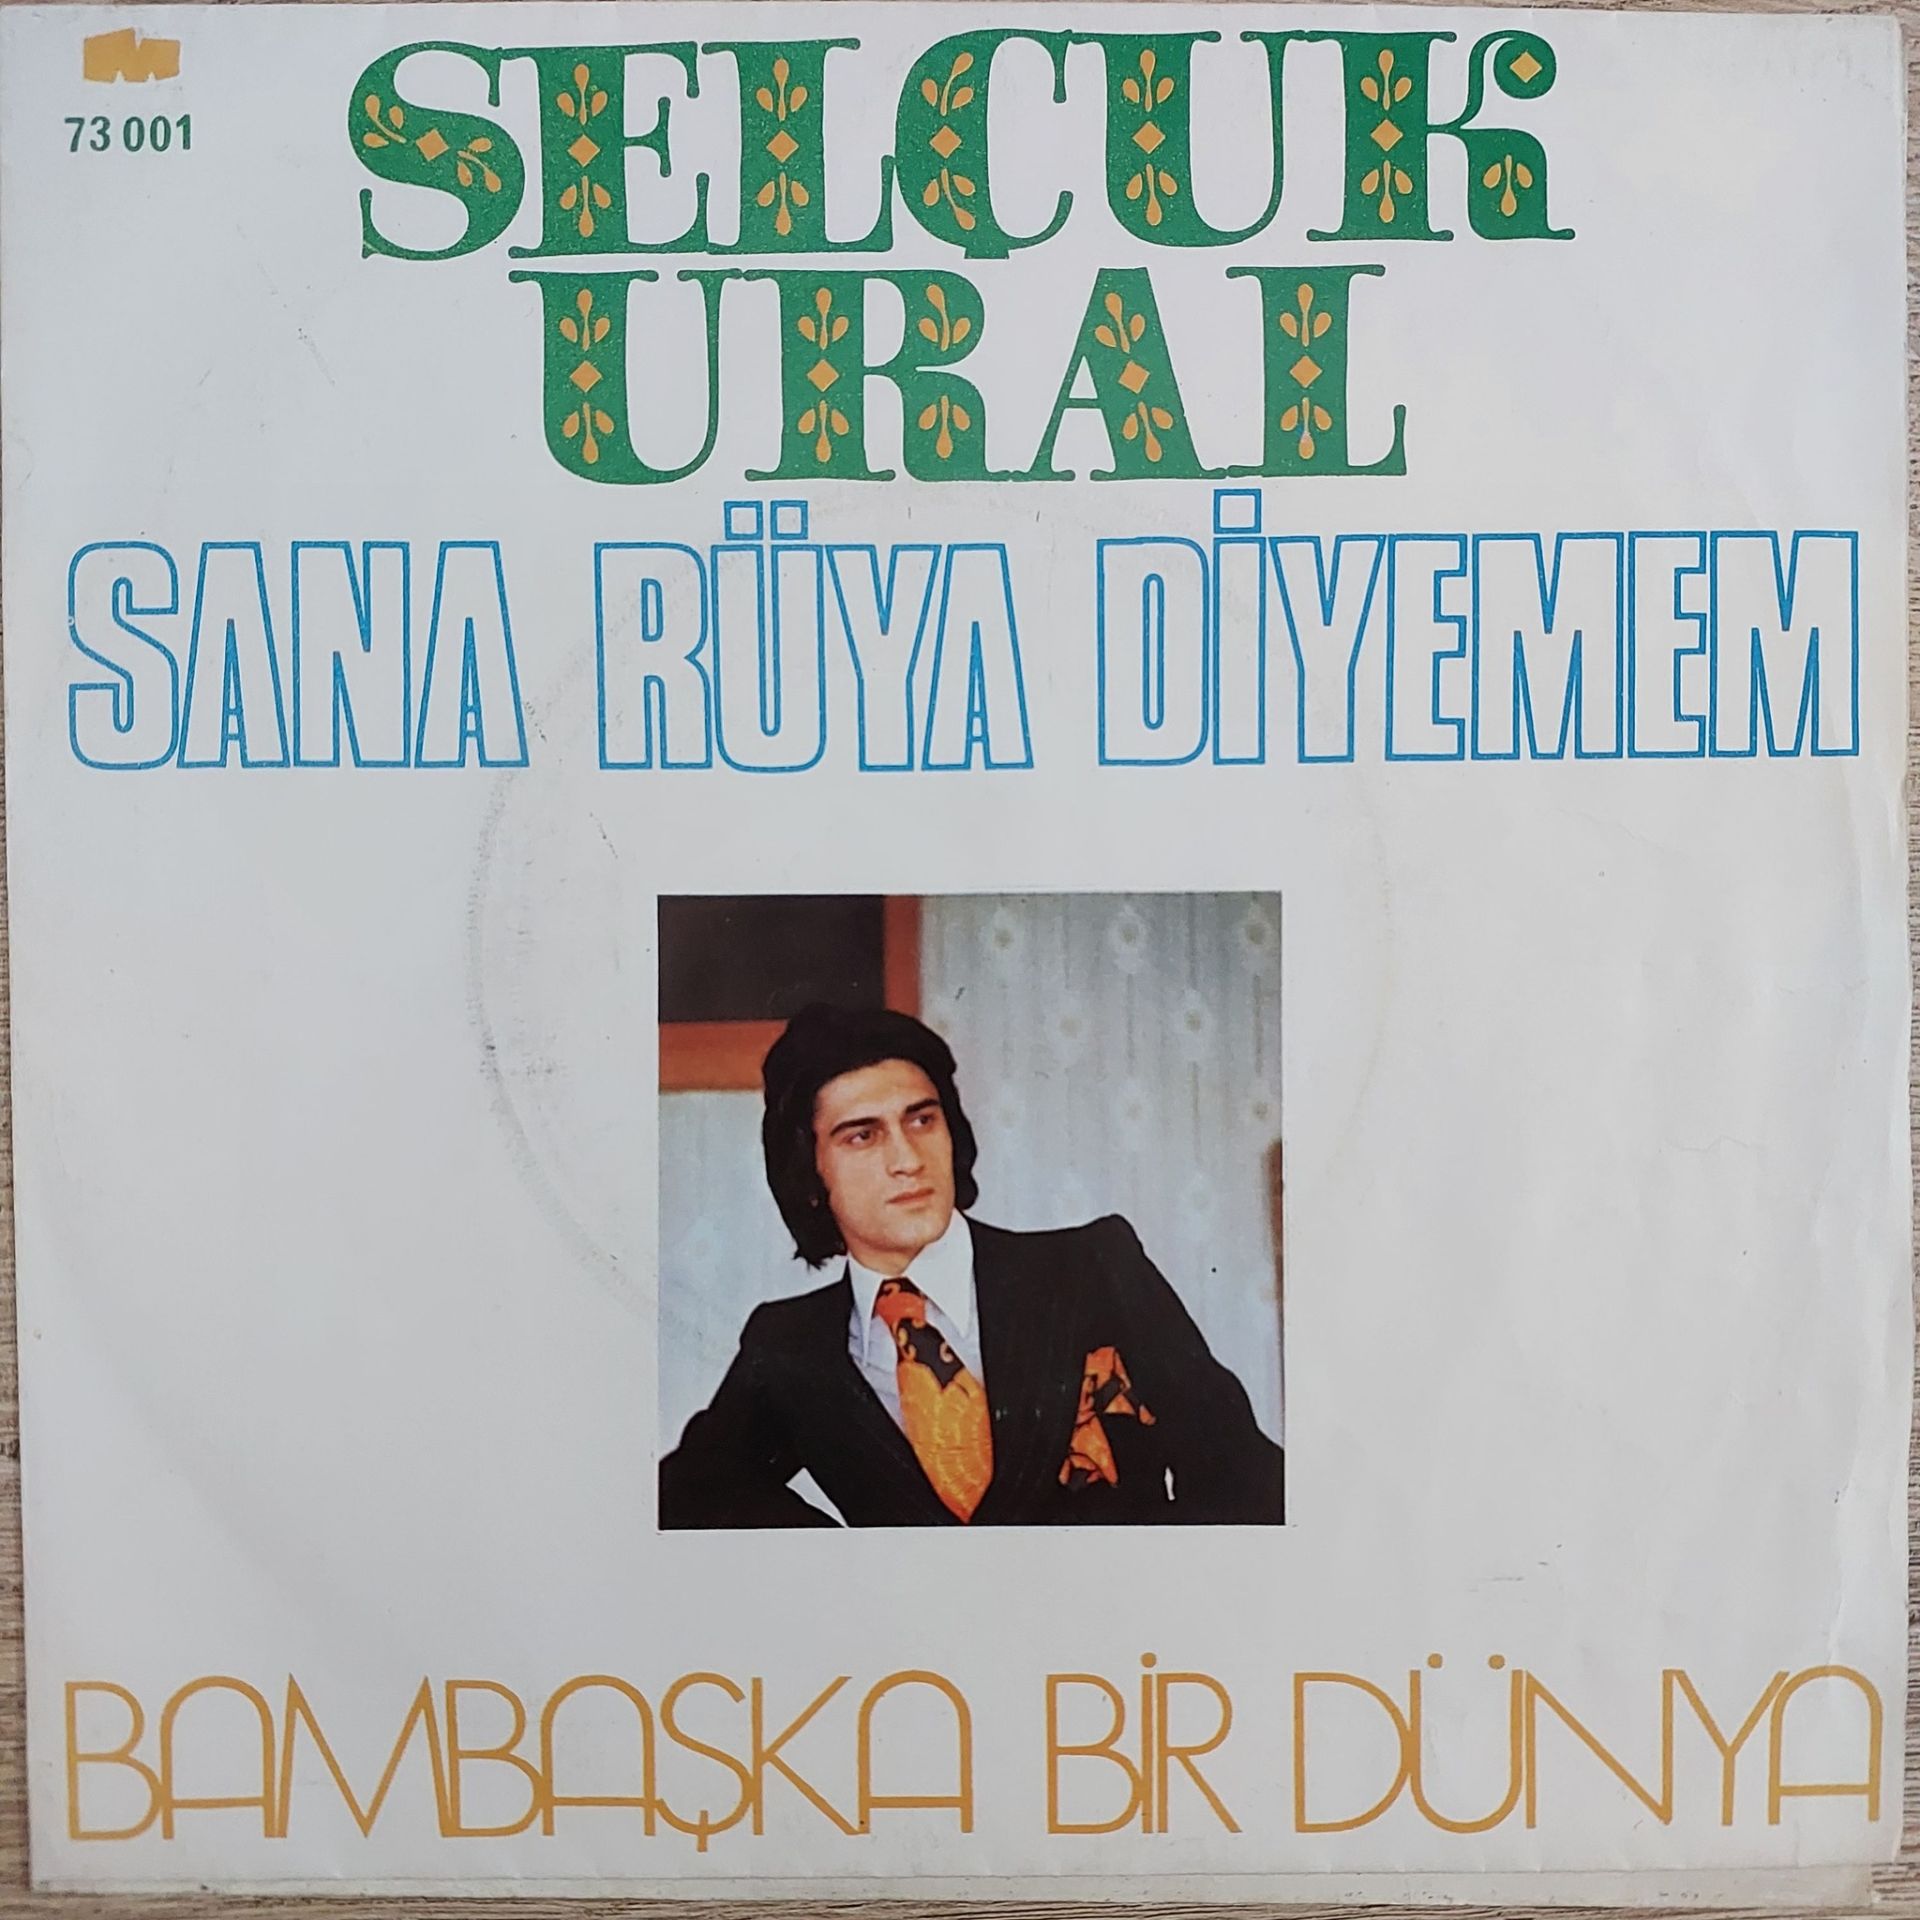 73 001
SELÇUK
URAL
SANA RÜYA DİYEMEM
BAMBAŞKA BİR DÜNYA